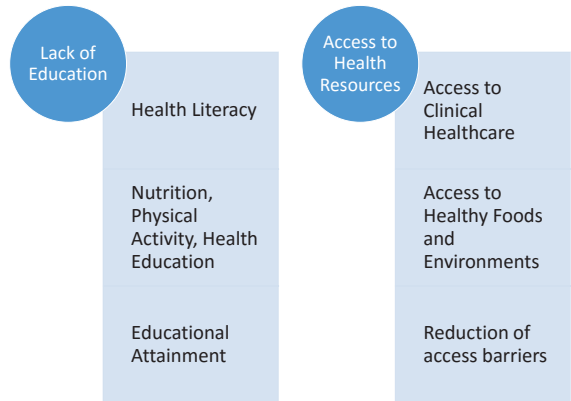 Lack of
Education
Health Literacy
Nutrition,
Physical
Activity, Health
Education
Educational
Attainment
Access to
Health
Resources
Access to
Clinical
Healthcare
Access to
Healthy Foods
and
Environments
Reduction of
access barriers